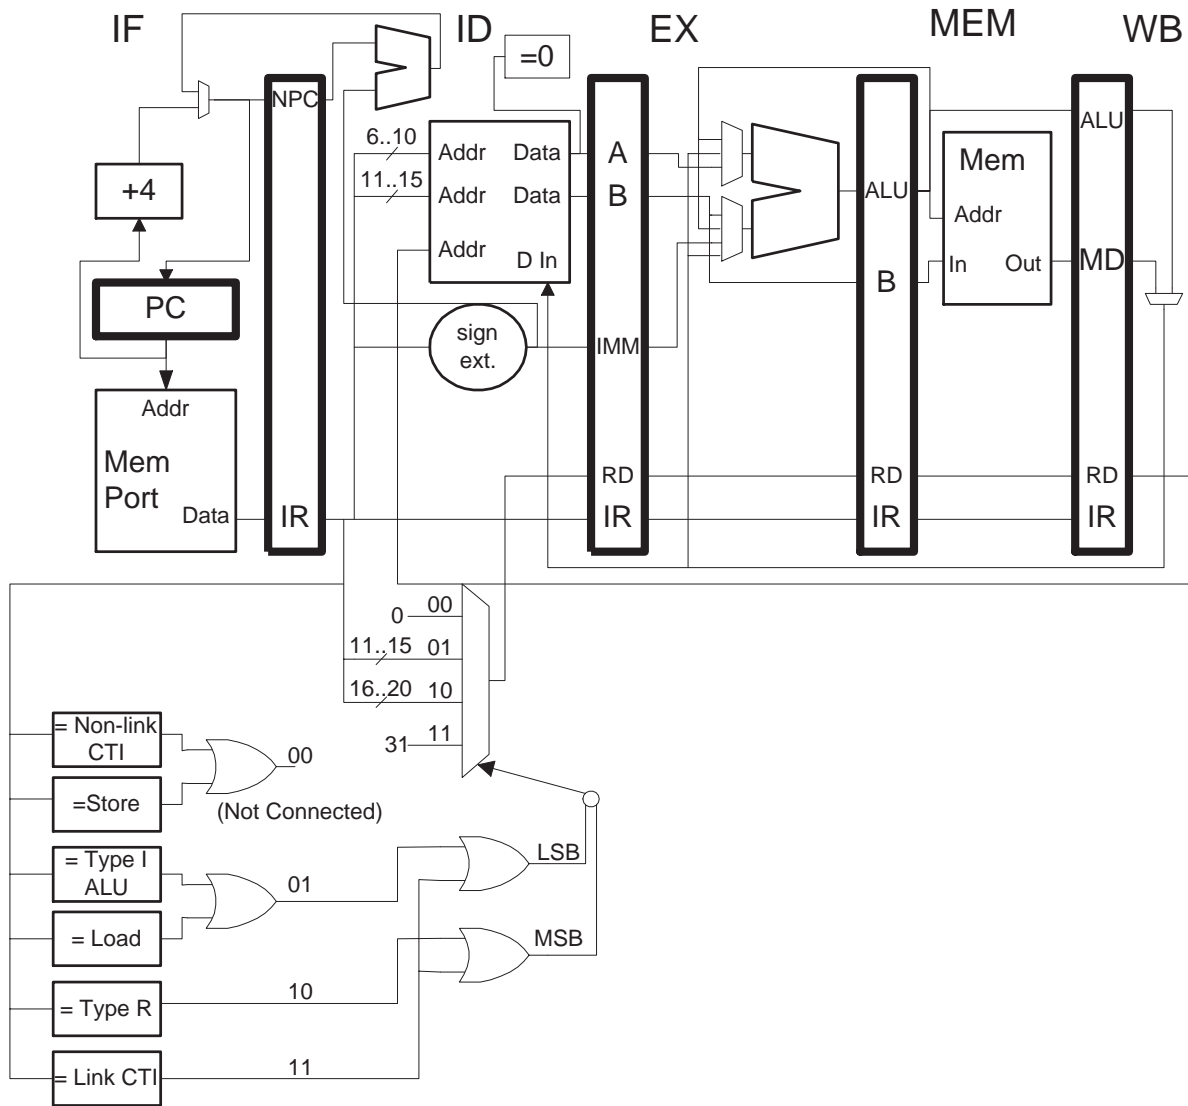 IF
ID
EX
MEM
WB
=0
NPC
+4
PC
Addr
Mem
Port
Data
IR
6..10
Addr
Data
11..15
Addr
Data
Addr
D In
sign
ext.
A
B
IMM
RD
IR
ALU
B
RD
IR
Mem
Addr
In
Out
ALU
MD
RD
IR
0
00
11..15
01
16..20
10
31
11
= Non-link
CTI
00
=Store
(Not Connected)
= Type I
ALU
01
= Load
LSB
MSB
= Type R
10
= Link CTI
11